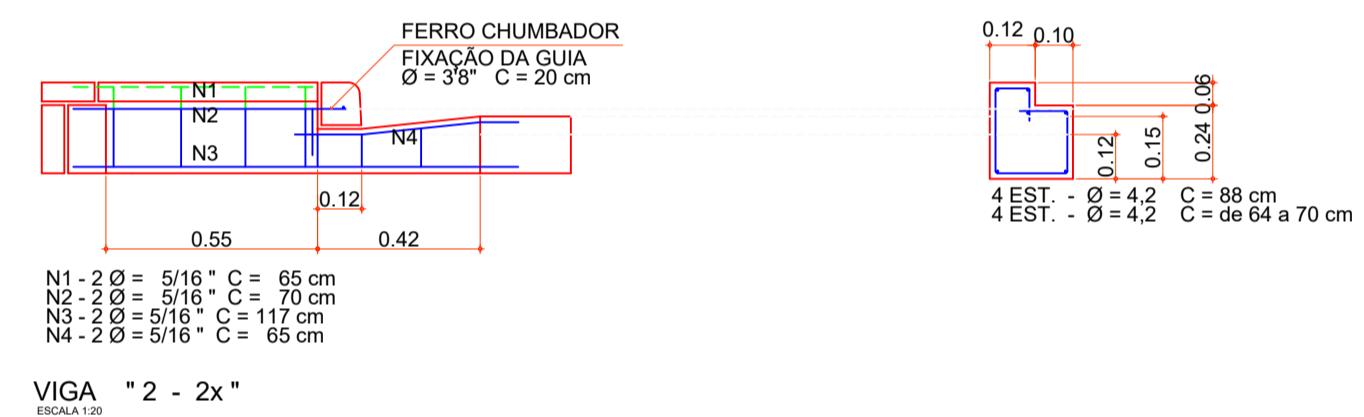 FERRO CHUMBADOR
FIXAÇÃO DA GUIA
Ø = 3'8" C = 20 cm
N1
N2
N3
N4
0.12
0.55
0.42
N1 - 2 Ø = 5/16 " C = 65 cm
N2 - 2 Ø = 5/16 " C = 70 cm
N3 - 2 Ø = 5/16 " C = 117 cm
N4 - 2 Ø = 5/16 " C = 65 cm
VIGA " 2 - 2x "
ESCALA 1:20
0.12
0.10
0.06
0.24
0.15
0.12
4 EST. - Ø = 4,2 C = 88 cm
4 EST. - Ø = 4,2 C = de 64 a 70 cm